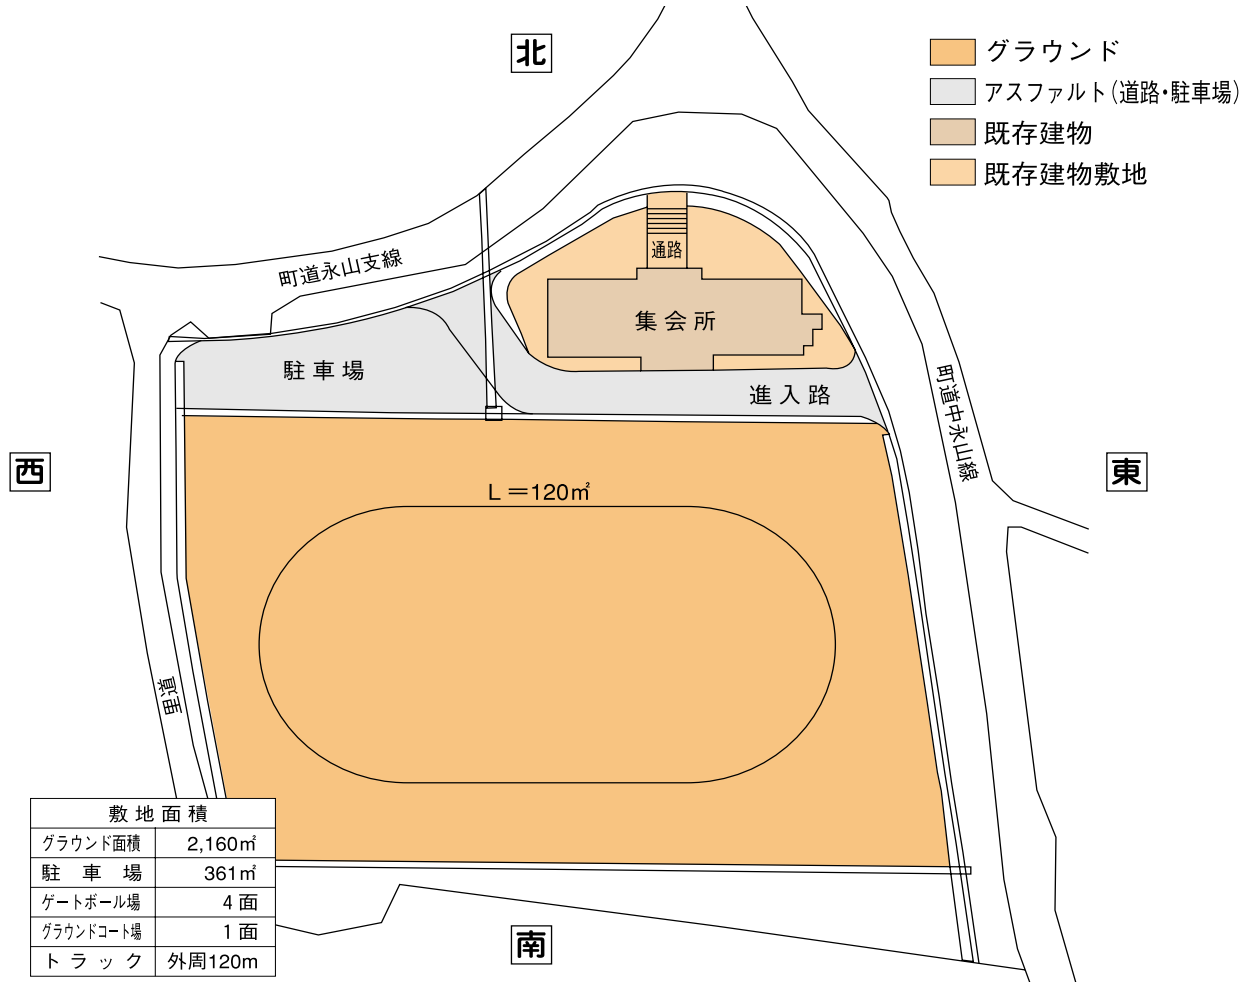 北
グラウンド
アスファルト(道路・駐車場)
既存建物
既存建物敷地
町道永山支線
通路
集会所
駐車場
進入路
町道中永山線
西
東
L=120㎡
里道
敷地面積
グラウンド面積 2,160㎡
駐車場 361㎡
ゲートボール場 4面
グラウンドコート場 1面
トラック 外周120m
南